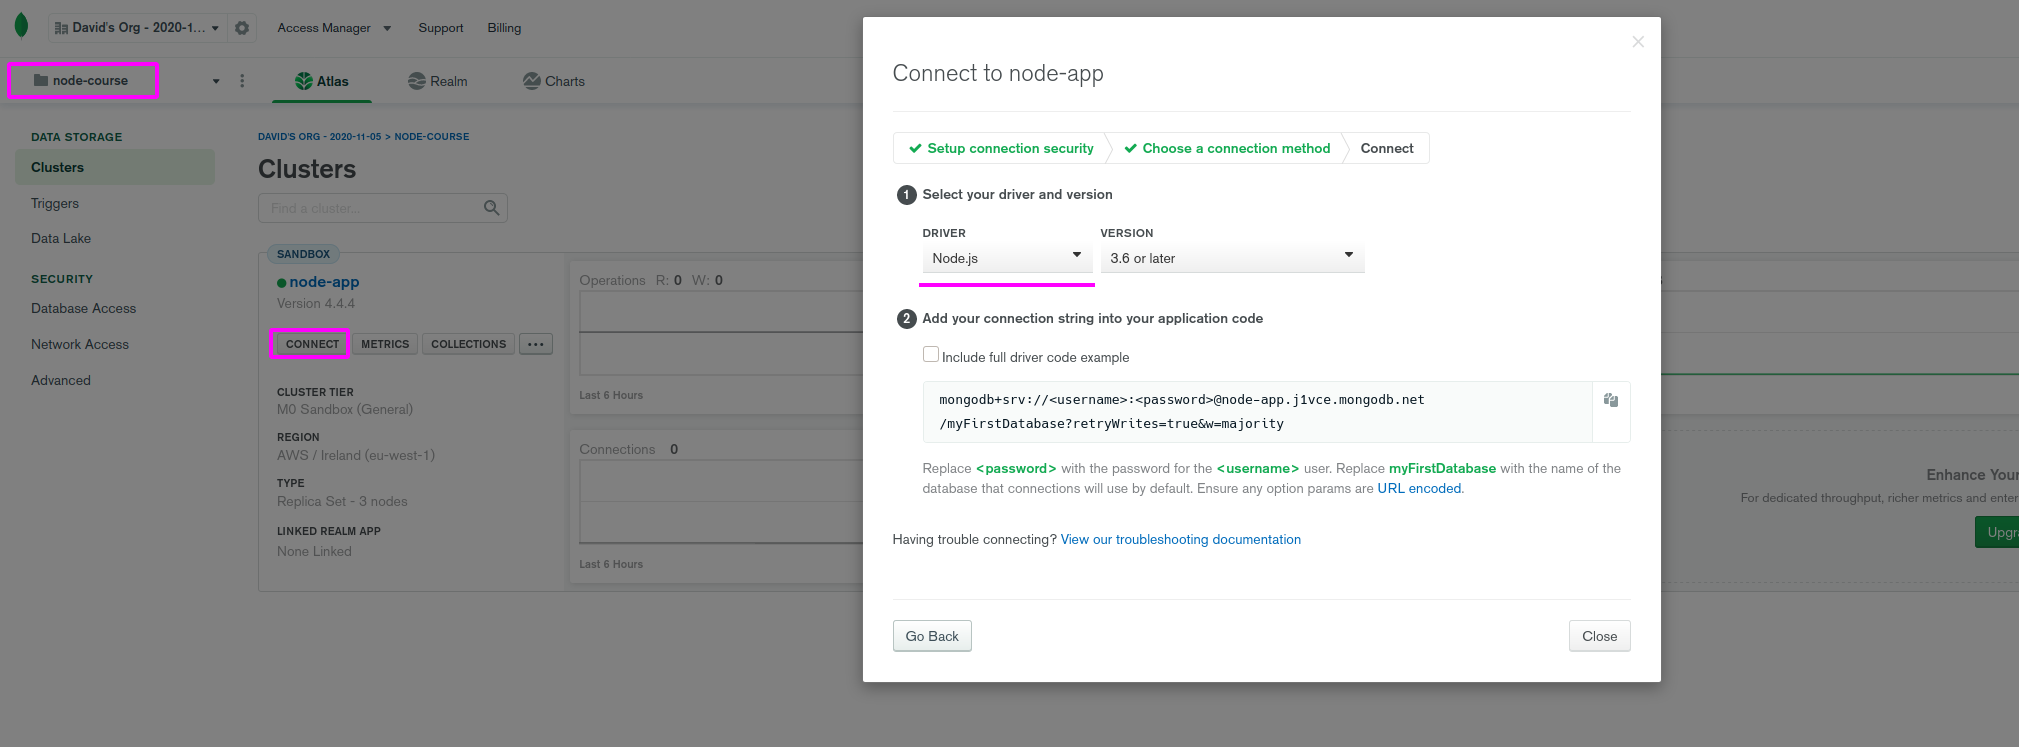 David's Org - 2020-1...
Access Manager
Support
Billing
node-course
Atlas
Realm
Charts
DATA STORAGE
Clusters
Triggers
Data Lake
SECURITY
Database Access
Network Access
Advanced
DAVID'S ORG - 2020-11-05 > NODE-COURSE
Clusters
Find a cluster...
SANDBOX
node-app
Version 4.4.4
CONNECT
METRICS
COLLECTIONS
CLUSTER TIER
M0 Sandbox (General)
REGION
AWS / Ireland (eu-west-1)
TYPE
Replica Set - 3 nodes
LINKED REALM APP
None Linked
Operations R: 0 W: 0
Last 6 Hours
Connections 0
Last 6 Hours
Connect to node-app
Setup connection security
Choose a connection method
Connect
1 Select your driver and version
DRIVER VERSION
Node.js 3.6 or later
2 Add your connection string into your application code
Include full driver code example
mongodb+srv://<username>:<password>@node-app.j1vce.mongodb.net
/myFirstDatabase?retryWrites=true&w=majority
Replace <password> with the password for the <username> user. Replace myFirstDatabase with the name of the
database that connections will use by default. Ensure any option params are URL encoded.
Having trouble connecting? View our troubleshooting documentation
Go Back
Close
Enhance Your
For dedicated throughput, richer metrics and enter
Upgr